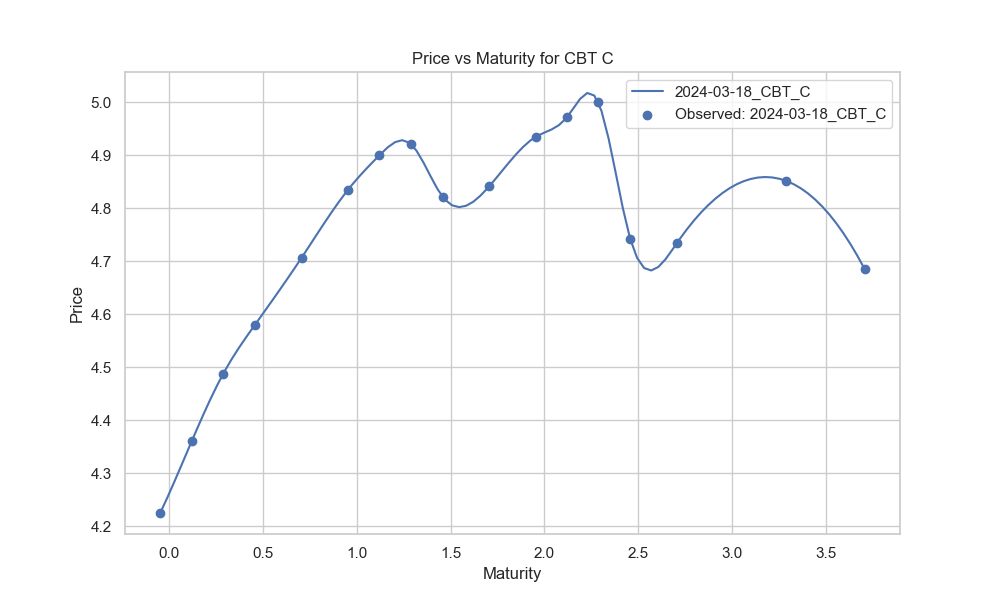 Price vs Maturity for CBT C
2024-03-18_CBT_C
Observed: 2024-03-18_CBT_C
Price
5.0
4.9
4.8
4.7
4.6
4.5
4.4
4.3
4.2
0.0 0.5 1.0 1.5 2.0 2.5 3.0 3.5
Maturity